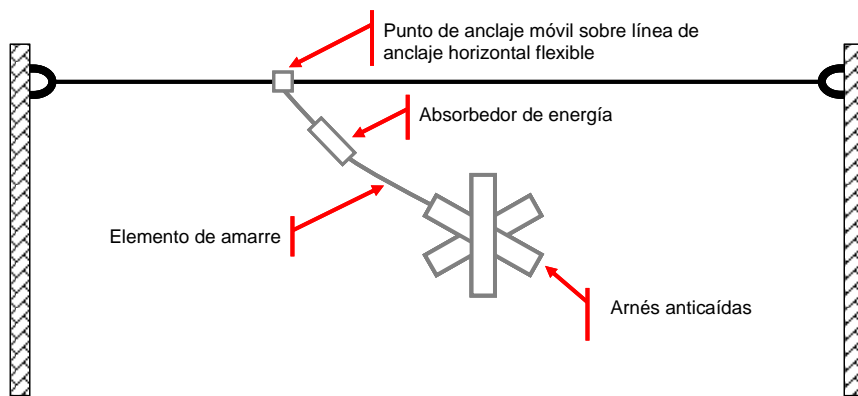 Punto de anclaje móvil sobre línea de
anclaje horizontal flexible
Absorbedor de energía
Elemento de amarre
Arnés anticaídas